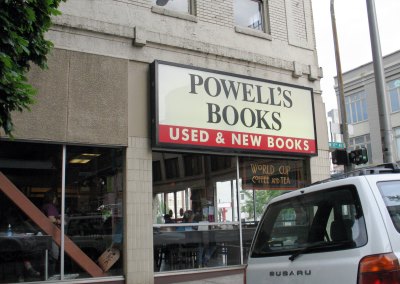 POWELL'S
BOOKS
USED & NEW BOOKS
WORLD CUP
COFFEE AND TEA
SUBARU